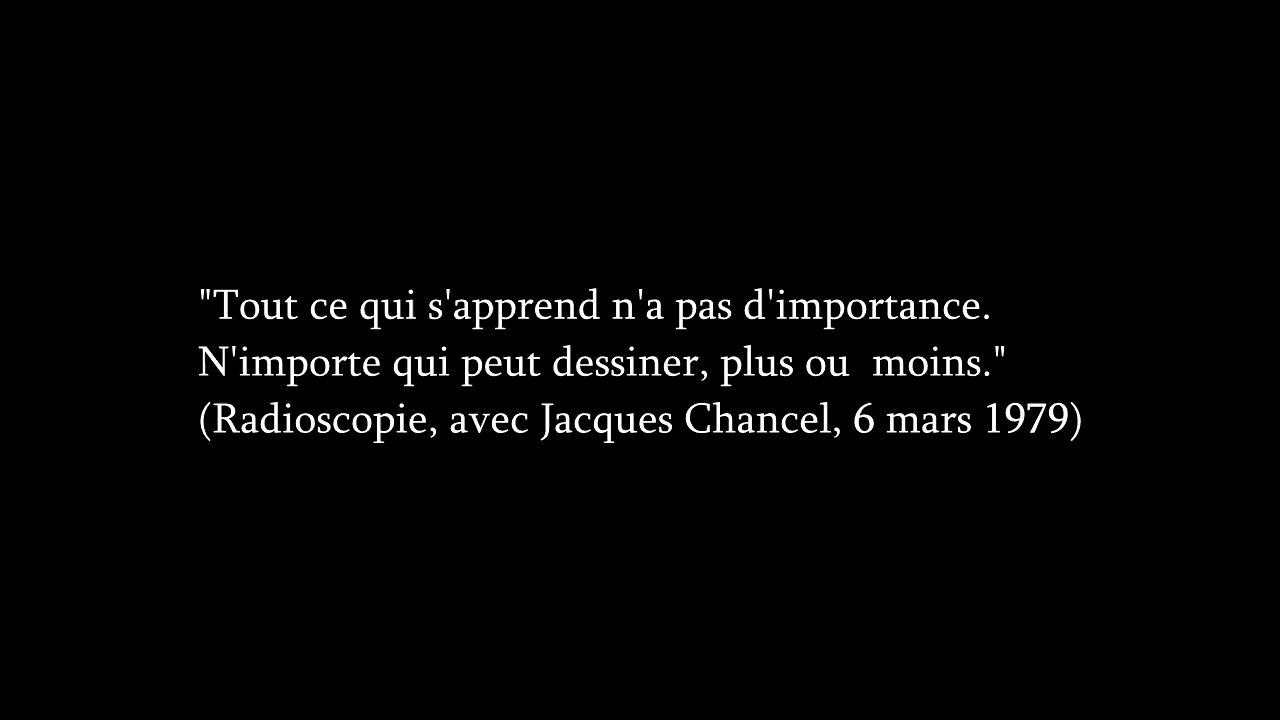 "Tout ce qui s'apprend n'a pas d'importance.
N'importe qui peut dessiner, plus ou  moins."
(Radioscopie, avec Jacques Chancel, 6 mars 1979)